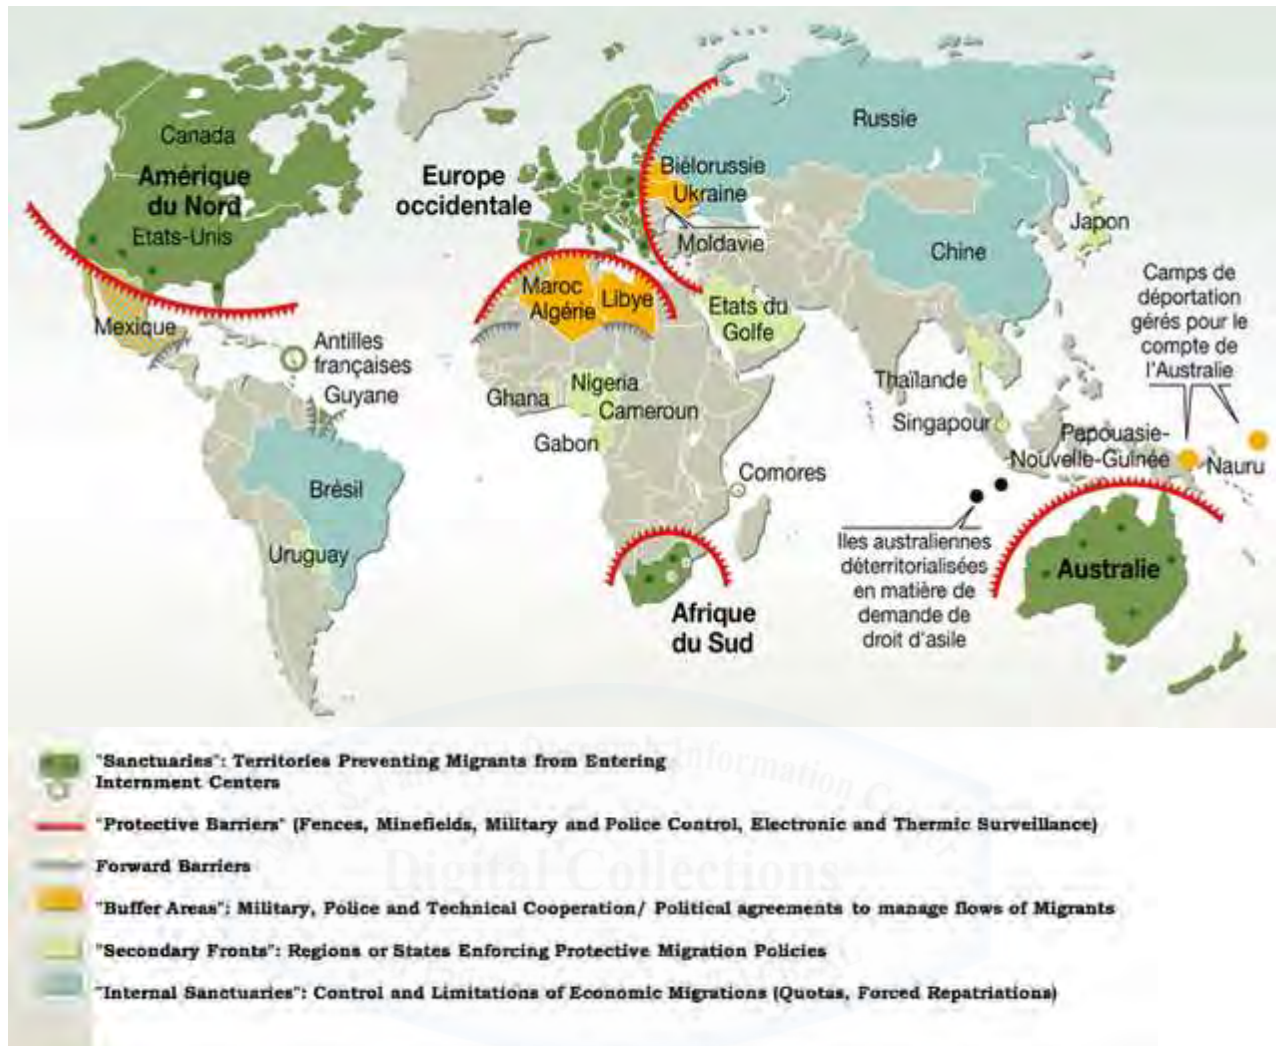 Canada
Amérique
du Nord
Etats-Unis
Mexique
Antilles
françaises
Guyane
Brésil
Uruguay
Europe
occidentale
Biélorussie
Ukraine
Moldavie
Russie
Chine
Japon
Maroc
Algérie
Libye
Etats du
Golfe
Ghana
Nigeria
Cameroun
Gabon
Comores
Afrique
du Sud
Thaïlande
Singapour
Papouasie-
Nouvelle-Guinée
Nauru
Camps de
déportation
gérés pour le
compte de
l'Australie
Iles australiennes
déterritorialisées
en matière de
demande de
droit d'asile
Australie
"Sanctuaries": Territories Preventing Migrants from Entering
Internment Centers
"Protective Barriers" (Fences, Minefields, Military and Police Control, Electronic and Thermic Surveillance)
Forward Barriers
"Buffer Areas": Military, Police and Technical Cooperation/ Political agreements to manage flows of Migrants
"Secondary Fronts": Regions or States Enforcing Protective Migration Policies
"Internal Sanctuaries": Control and Limitations of Economic Migrations (Quotas, Forced Repatriations)
Information
Digital Collections